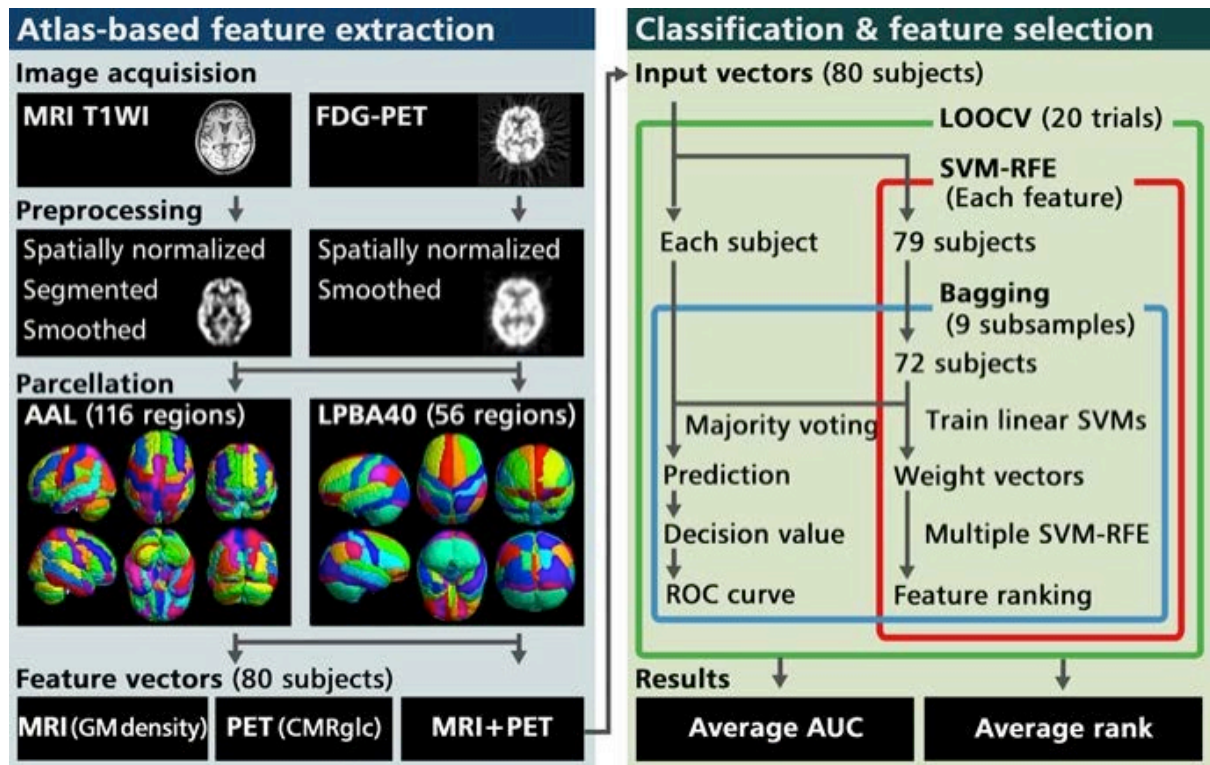 Atlas-based feature extraction
Image acquisision
MRI T1WI
FDG-PET
Preprocessing
Spatially normalized
Segmented
Smoothed
Spatially normalized
Smoothed
Parcellation
AAL (116 regions)
LPBA40 (56 regions)
Feature vectors (80 subjects)
MRI (GM density)
PET (CMRglc)
MRI+PET
Classification & feature selection
Input vectors (80 subjects)
LOOCV (20 trials)
SVM-RFE
(Each feature)
Each subject
79 subjects
Bagging
(9 subsamples)
72 subjects
Majority voting
Train linear SVMs
Prediction
Weight vectors
Decision value
Multiple SVM-RFE
ROC curve
Feature ranking
Results
Average AUC
Average rank